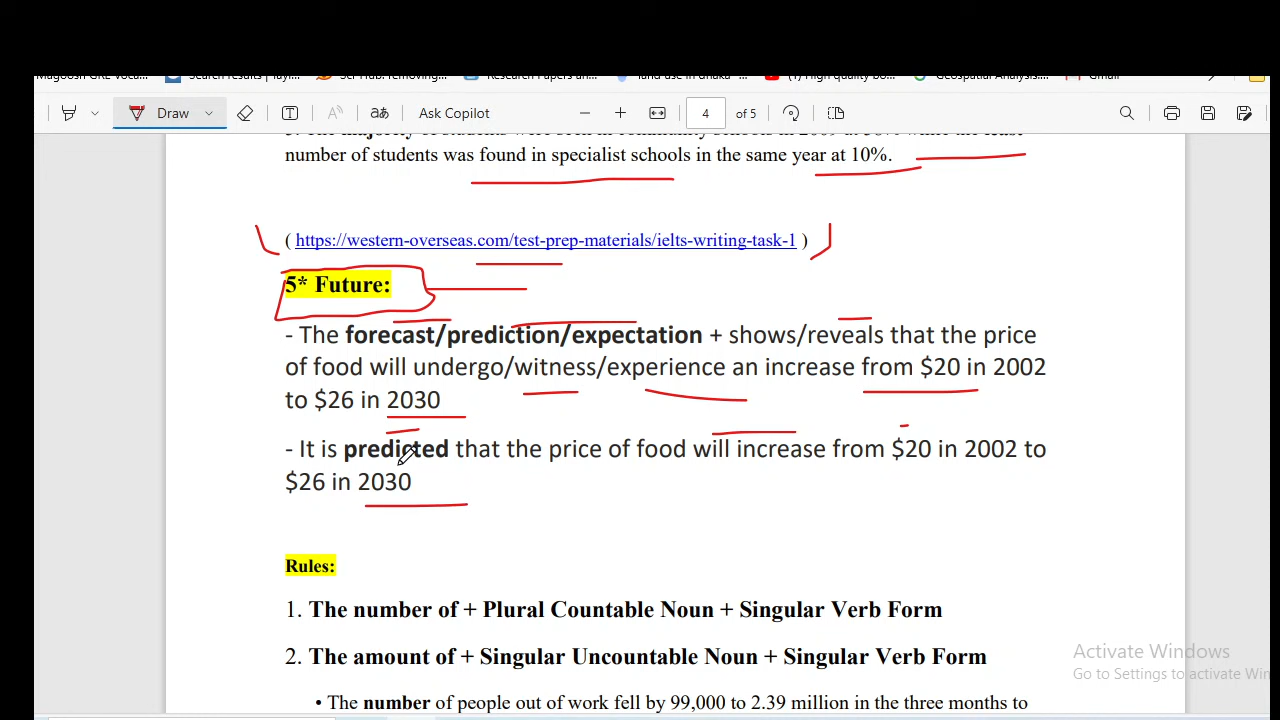 Draw
Ask Copilot
4
of 5
number of students was found in specialist schools in the same year at 10%.
( https://western-overseas.com/test-prep-materials/ielts-writing-task-1 )
5* Future:
- The forecast/prediction/expectation + shows/reveals that the price
of food will undergo/witness/experience an increase from $20 in 2002
to $26 in 2030
- It is predicted that the price of food will increase from $20 in 2002 to
$26 in 2030
Rules:
1. The number of + Plural Countable Noun + Singular Verb Form
2. The amount of + Singular Uncountable Noun + Singular Verb Form
Activate Windows
Go to Settings to activate Win
• The number of people out of work fell by 99,000 to 2.39 million in the three months to